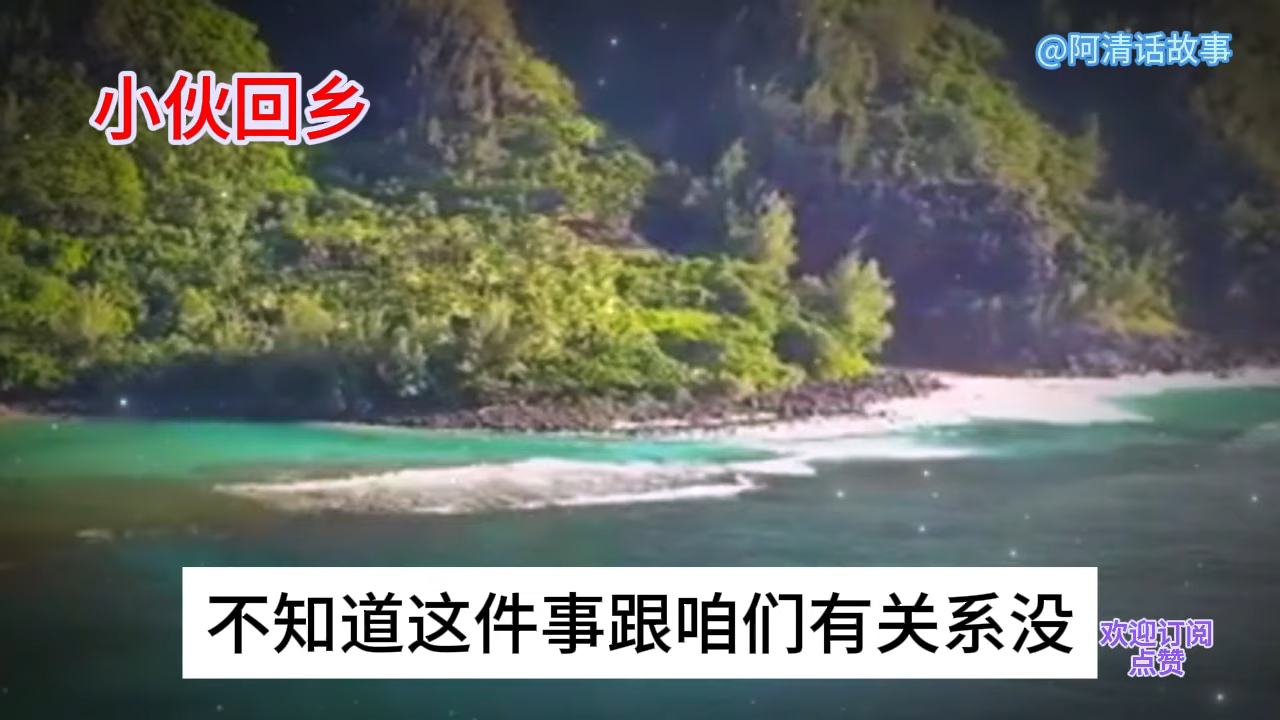 @阿清话故事
小伙回乡
不知道这件事跟咱们有关系没
欢迎订阅
点赞